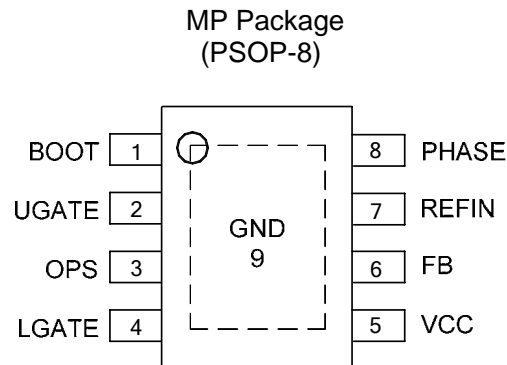 MP Package
(PSOP-8)
BOOT 1 8 PHASE
UGATE 2 7 REFIN
GND
OPS 3 9 6 FB
LGATE 4 5 VCC